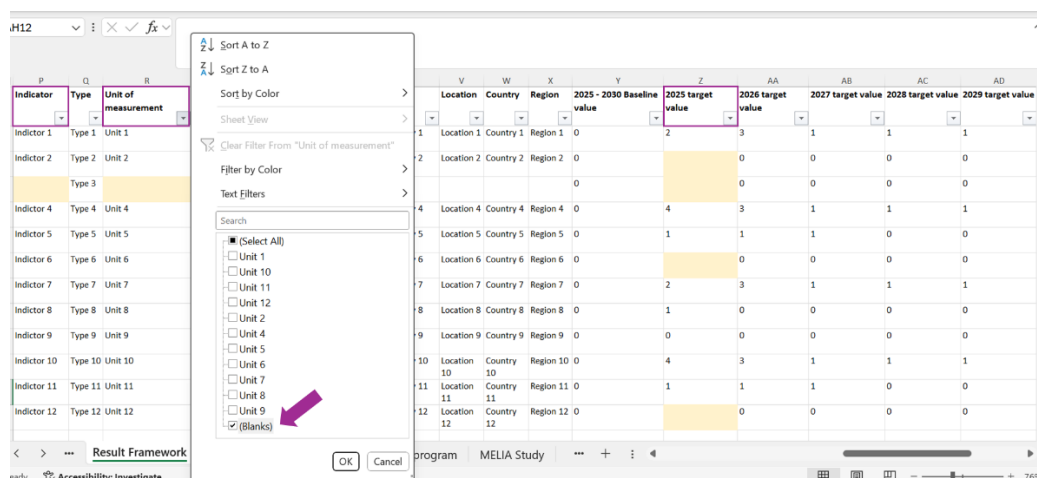 H12
fx
P Q R V W X Y Z AA AB AC AD
Indicator Type Unit of measurement Location Country Region 2025 - 2030 Baseline value 2025 target value 2026 target value 2027 target value 2028 target value 2029 target value
Indictor 1 Type 1 Unit 1 1 Location 1 Country 1 Region 1 0 2 3 1 1 1
Indictor 2 Type 2 Unit 2 2 Location 2 Country 2 Region 2 0 0 0 0 0
Type 3 0 0 0 0 0
Indictor 4 Type 4 Unit 4 4 Location 4 Country 4 Region 4 0 4 3 1 1 1
Indictor 5 Type 5 Unit 5 5 Location 5 Country 5 Region 5 0 1 1 1 0 0
Indictor 6 Type 6 Unit 6 6 Location 6 Country 6 Region 6 0 0 0 0 0
Indictor 7 Type 7 Unit 7 7 Location 7 Country 7 Region 7 0 2 3 1 1 1
Indictor 8 Type 8 Unit 8 8 Location 8 Country 8 Region 8 0 1 0 0 0 0
Indictor 9 Type 9 Unit 9 9 Location 9 Country 9 Region 9 0 0 0 0 0 0
Indictor 10 Type 10 Unit 10 10 Location 10 Country 10 Region 10 0 4 3 1 1 1
Indictor 11 Type 11 Unit 11 11 Location 11 Country 11 Region 11 0 1 1 1 0 0
Indictor 12 Type 12 Unit 12 12 Location 12 Country 12 Region 12 0 0 0 0 0
Sort A to Z
Sort Z to A
Sort by Color
Sheet View
Clear Filter From "Unit of measurement"
Filter by Color
Text Filters
Search
(Select All)
Unit 1
Unit 10
Unit 11
Unit 12
Unit 2
Unit 4
Unit 5
Unit 6
Unit 7
Unit 8
Unit 9
(Blanks)
OK Cancel
Result Framework program MELIA Study
Accessibility: Investigate 76%